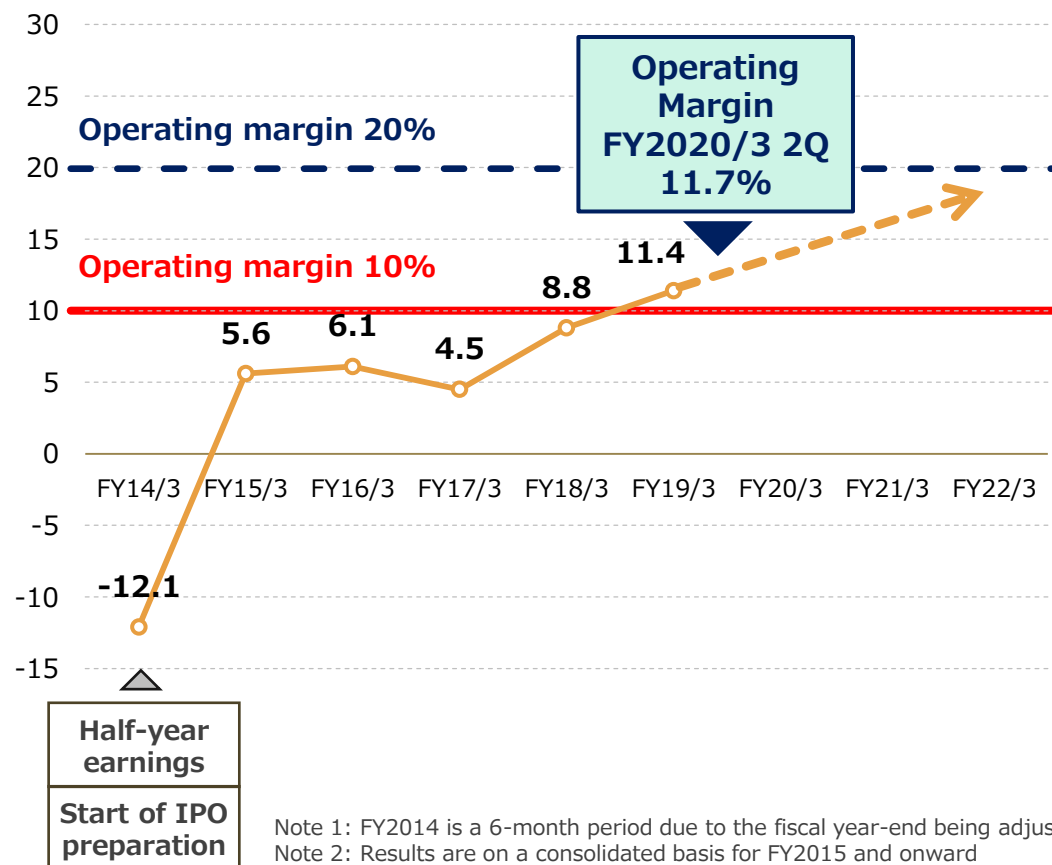 30
25
20
15
10
5
0
-5
-10
-15
Operating margin 20%
Operating margin 10%
Operating
Margin
FY2020/3 2Q
11.7%
-12.1
5.6
6.1
4.5
8.8
11.4
FY14/3 FY15/3 FY16/3 FY17/3 FY18/3 FY19/3 FY20/3 FY21/3 FY22/3
Half-year
earnings
Start of IPO
preparation
Note 1: FY2014 is a 6-month period due to the fiscal year-end being adjus
Note 2: Results are on a consolidated basis for FY2015 and onward